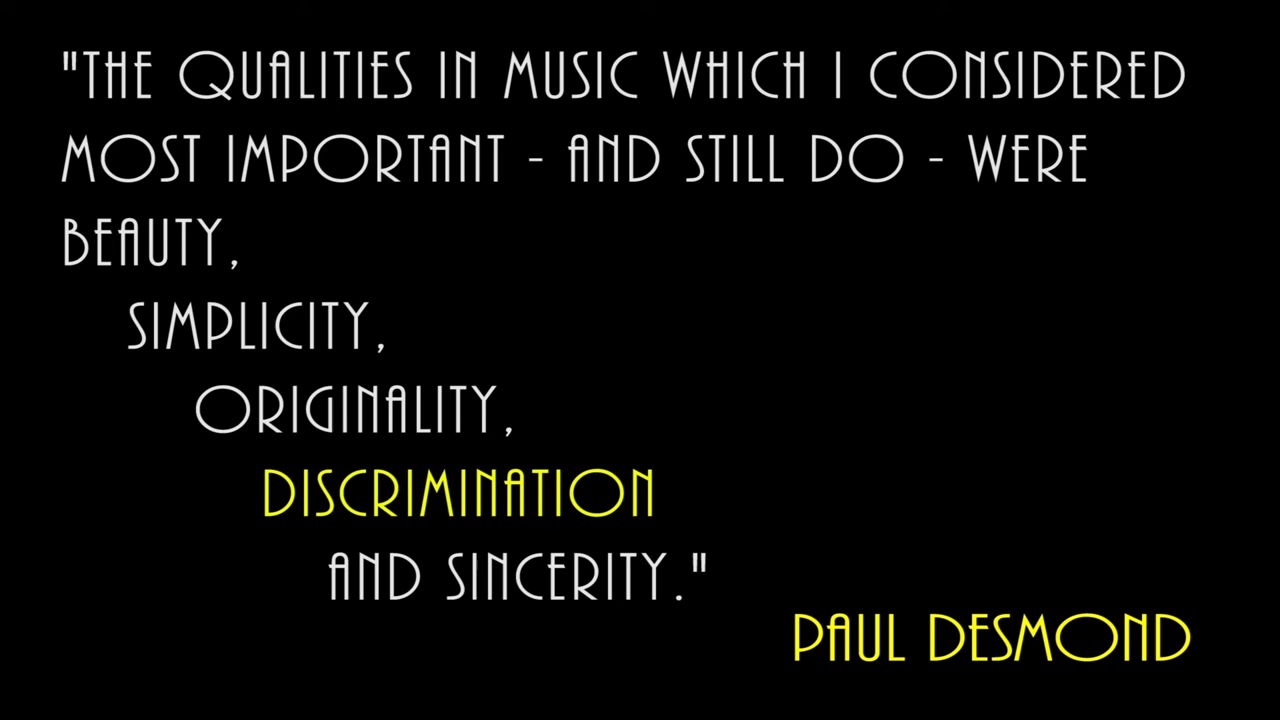 "THE QUALITIES IN MUSIC WHICH I CONSIDERED
MOST IMPORTANT - AND STILL DO - WERE
BEAUTY,
SIMPLICITY,
ORIGINALITY,
DISCRIMINATION
AND SINCERITY."
PAUL DESMOND